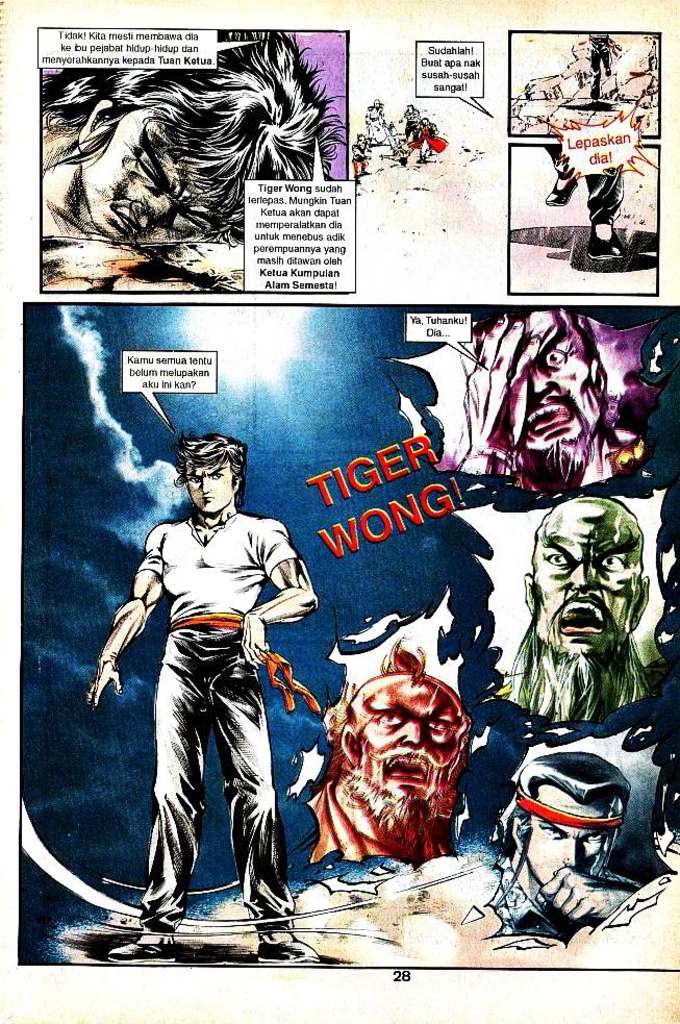 Tidak! Kita mesti membawa dia
ke ibu pejabat hidup-hidup dan
menyerahkannya kepada Tuan Ketua.
Tiger Wong sudah
terlepas. Mungkin Tuan
Ketua akan dapat
memperalatkan dia
untuk menebus adik
perempuannya yang
masih ditawan oleh
Ketua Kumpulan
Alam Semesta!
Sudahlah!
Buat apa nak
susah-susah
sangat!
Lepaskan
dia!
Kamu semua tentu
belum melupakan
aku ini kan?
Ya, Tuhanku!
Dia...
TIGER
WONG!
28